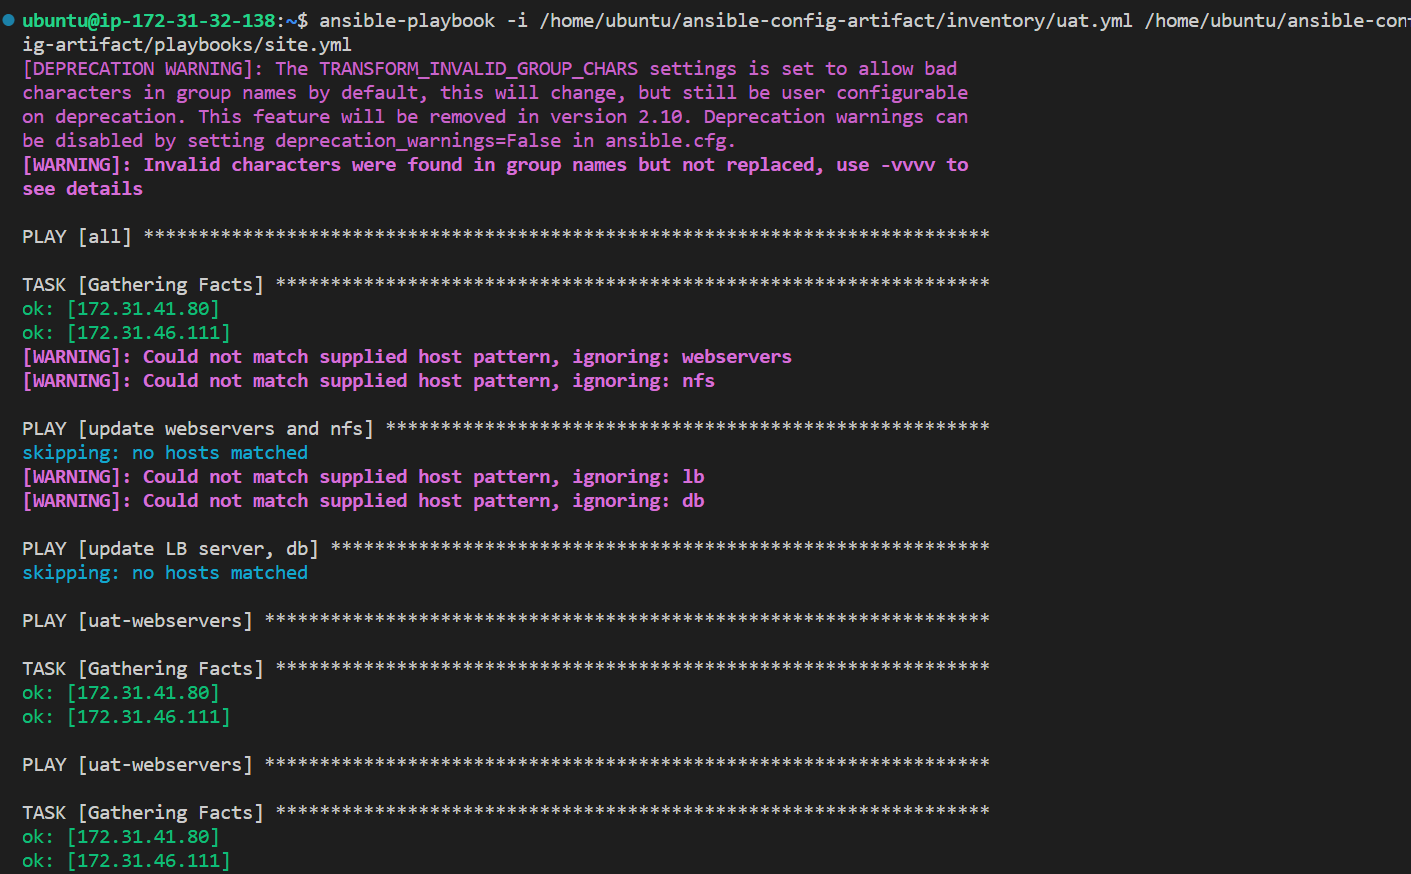 ubuntu@ip-172-31-32-138:~$ ansible-playbook -i /home/ubuntu/ansible-config-artifact/inventory/uat.yml /home/ubuntu/ansible-con
ig-artifact/playbooks/site.yml
[DEPRECATION WARNING]: The TRANSFORM_INVALID_GROUP_CHARS settings is set to allow bad
characters in group names by default, this will change, but still be user configurable
on deprecation. This feature will be removed in version 2.10. Deprecation warnings can
be disabled by setting deprecation_warnings=False in ansible.cfg.
[WARNING]: Invalid characters were found in group names but not replaced, use -vvvv to
see details
PLAY [all] *****************************************************************************
TASK [Gathering Facts] *****************************************************************
ok: [172.31.41.80]
ok: [172.31.46.111]
[WARNING]: Could not match supplied host pattern, ignoring: webservers
[WARNING]: Could not match supplied host pattern, ignoring: nfs
PLAY [update webservers and nfs] *******************************************************
skipping: no hosts matched
[WARNING]: Could not match supplied host pattern, ignoring: lb
[WARNING]: Could not match supplied host pattern, ignoring: db
PLAY [update LB server, db] ************************************************************
skipping: no hosts matched
PLAY [uat-webservers] ******************************************************************
TASK [Gathering Facts] *****************************************************************
ok: [172.31.41.80]
ok: [172.31.46.111]
PLAY [uat-webservers] ******************************************************************
TASK [Gathering Facts] *****************************************************************
ok: [172.31.41.80]
ok: [172.31.46.111]